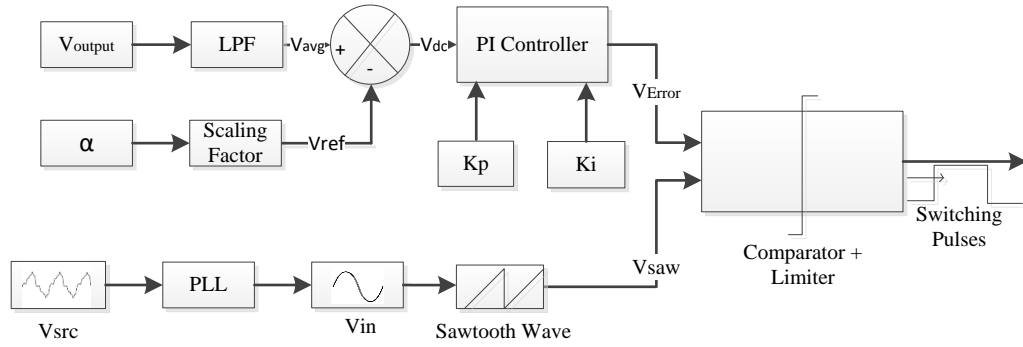 Voutput
LPF
Vavg
+
-
Vdc
PI Controller
VError
α
Scaling
Factor
Vref
Kp
Ki
Switching
Pulses
Comparator +
Limiter
Vsaw
PLL
Vsrc
Vin
Sawtooth Wave